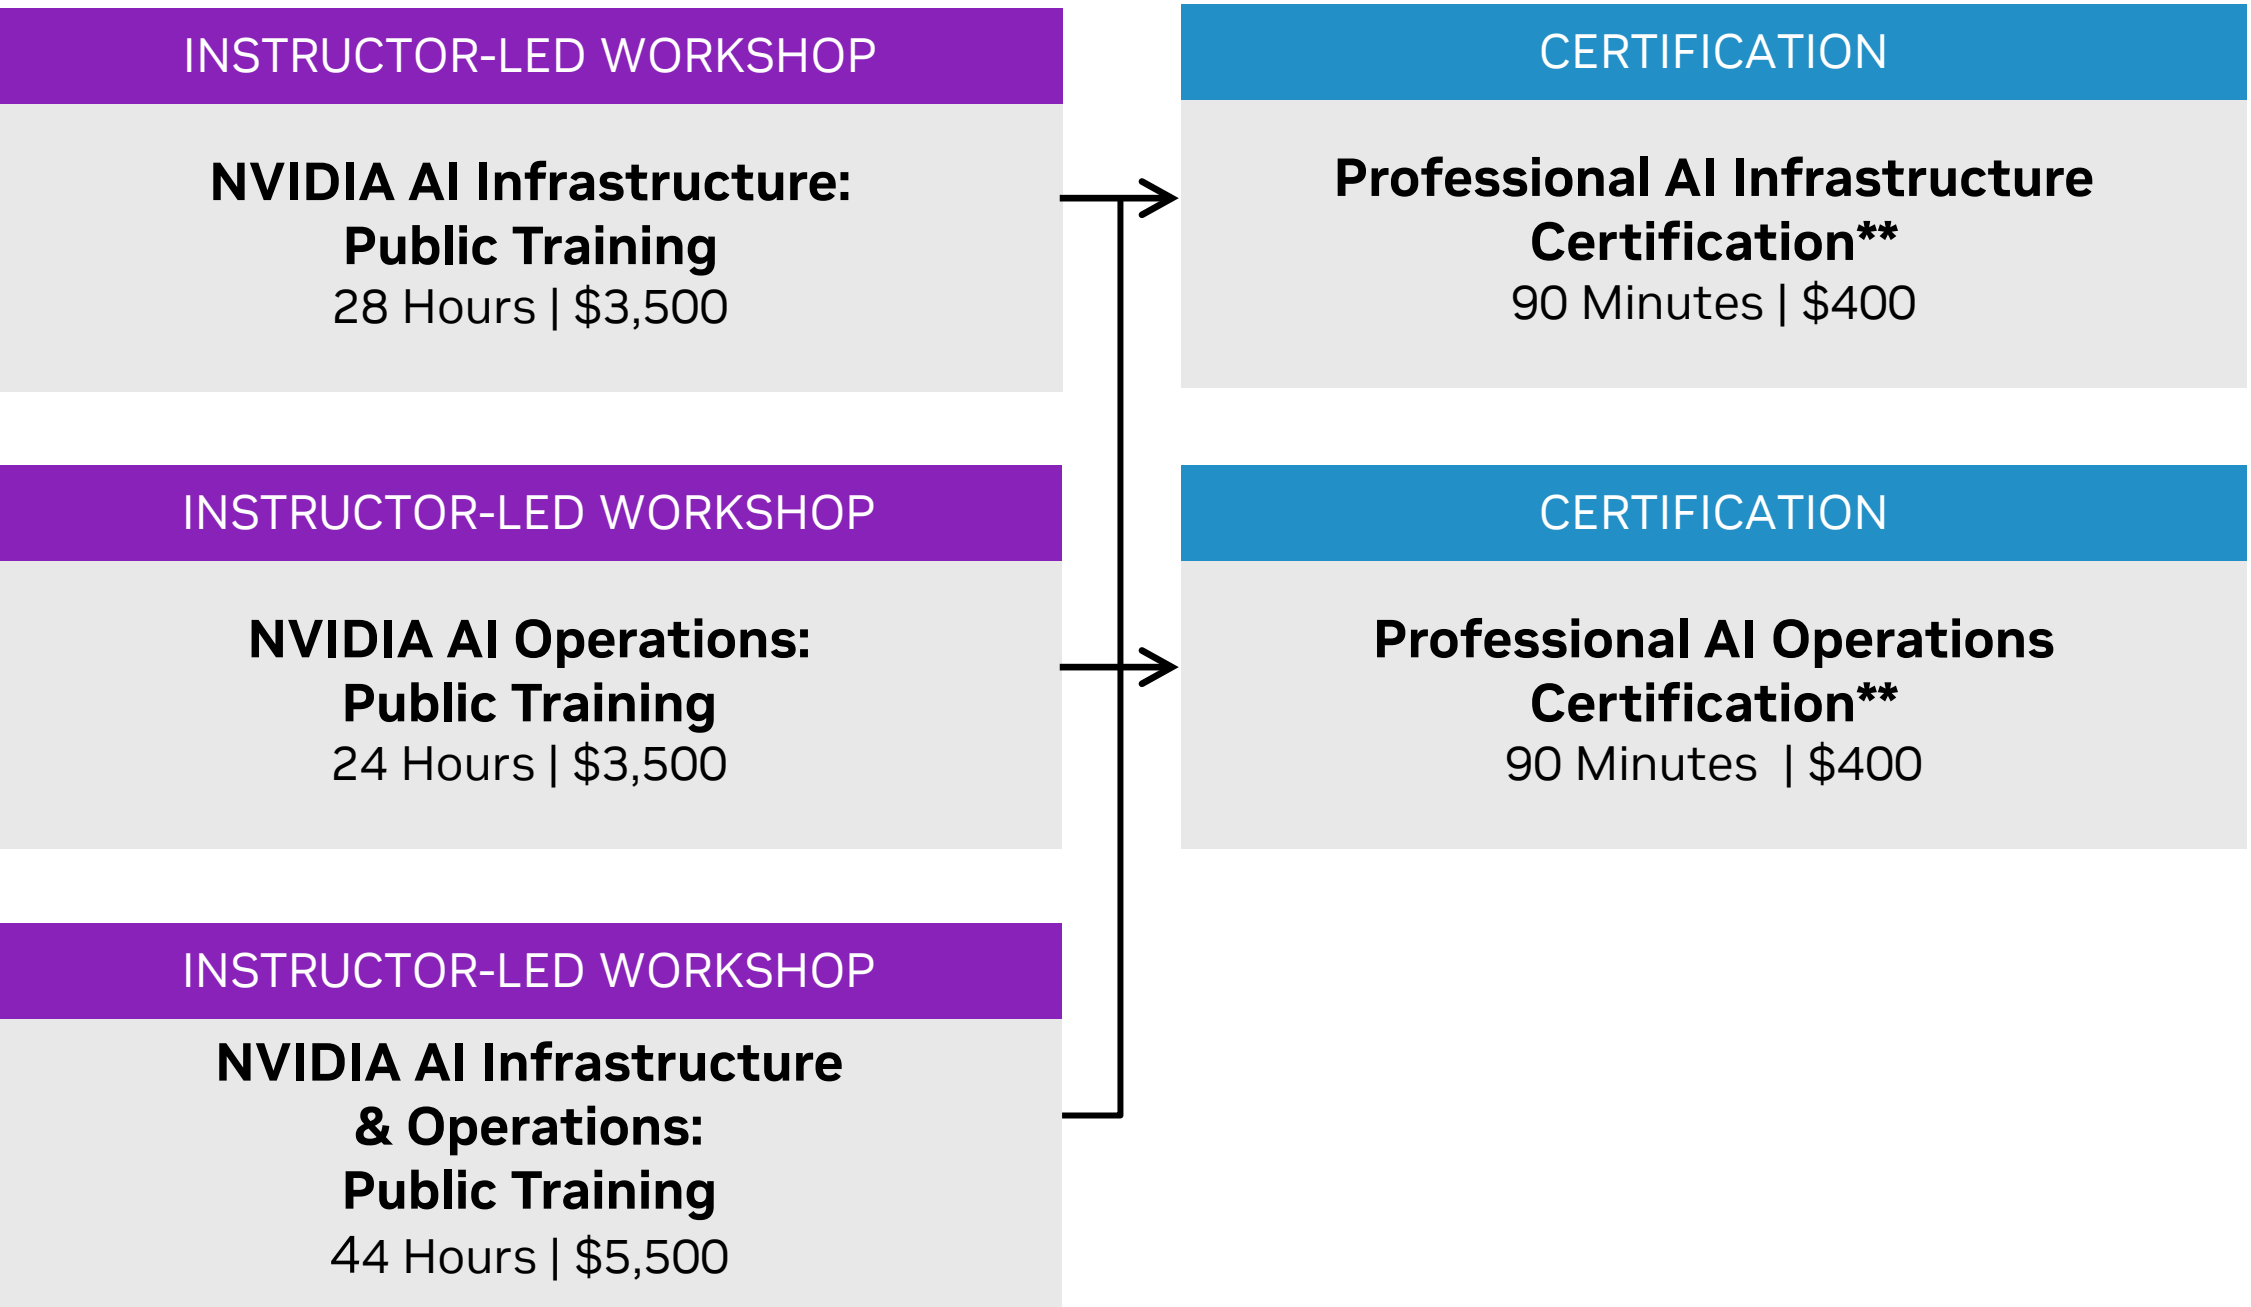 INSTRUCTOR-LED WORKSHOP
NVIDIA AI Infrastructure:
Public Training
28 Hours | $3,500
CERTIFICATION
Professional AI Infrastructure
Certification**
90 Minutes | $400
INSTRUCTOR-LED WORKSHOP
NVIDIA AI Operations:
Public Training
24 Hours | $3,500
CERTIFICATION
Professional AI Operations
Certification**
90 Minutes | $400
INSTRUCTOR-LED WORKSHOP
NVIDIA AI Infrastructure
& Operations:
Public Training
44 Hours | $5,500